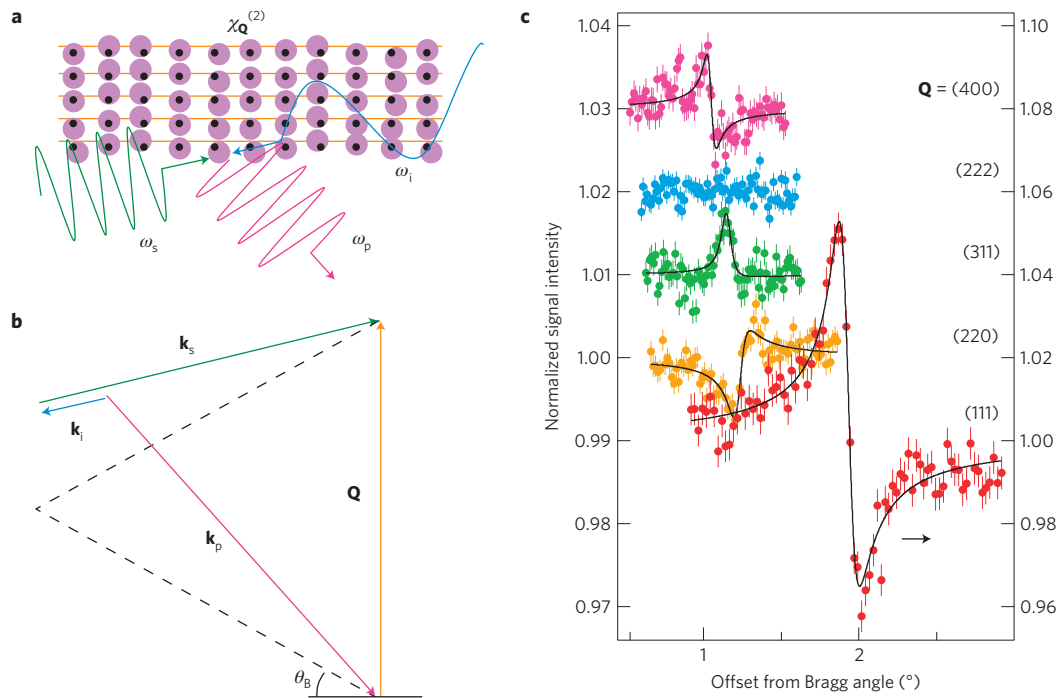 a
χQ(2)
ωs
ωp
ωi
b
ks
ki
kp
Q
θB
c
Normalized signal intensity
1.04
1.03
1.02
1.01
1.00
0.99
0.98
0.97
1.10
1.08
1.06
1.04
1.02
1.00
0.98
0.96
Q = (400)
(222)
(311)
(220)
(111)
1 2
Offset from Bragg angle (°)